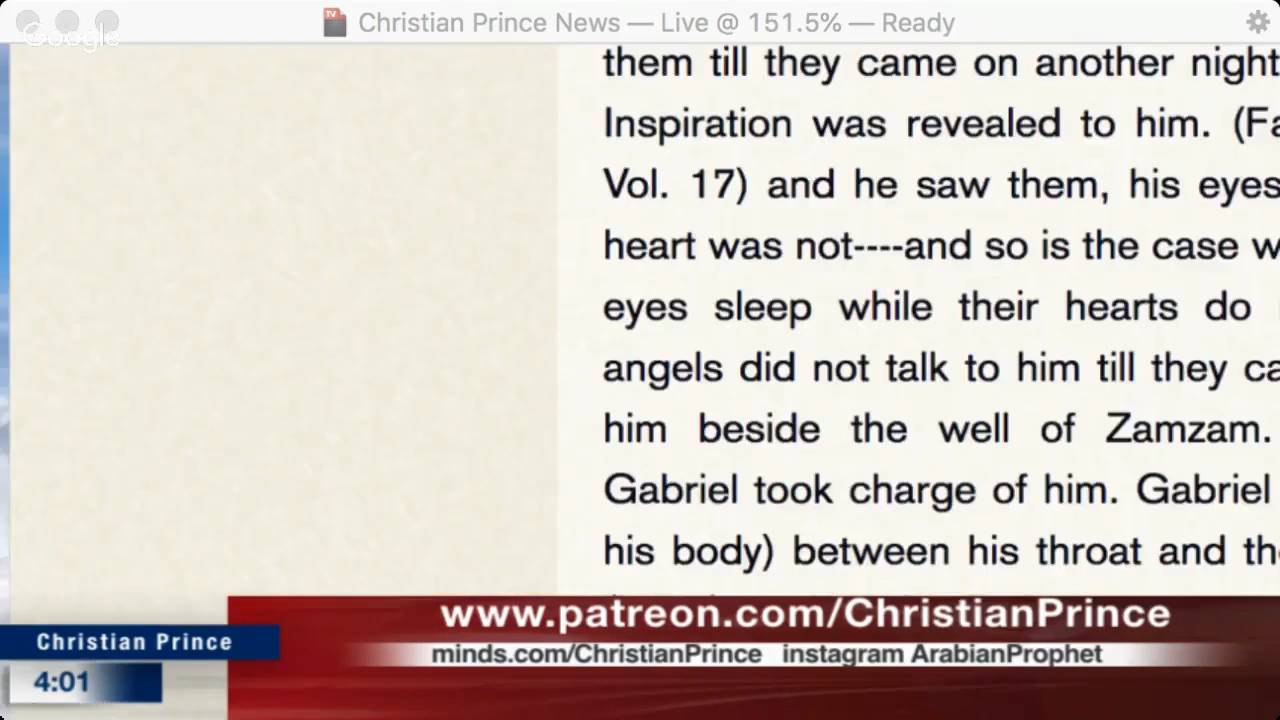 Christian Prince News — Live @ 151.5% — Ready
Google
them till they came on another night
Inspiration was revealed to him. (Fa
Vol. 17) and he saw them, his eyes
heart was not----and so is the case w
eyes sleep while their hearts do
angels did not talk to him till they ca
him beside the well of Zamzam.
Gabriel took charge of him. Gabriel
his body) between his throat and the
www.patreon.com/ChristianPrince
Christian Prince
minds.com/ChristianPrince instagram ArabianProphet
4:01